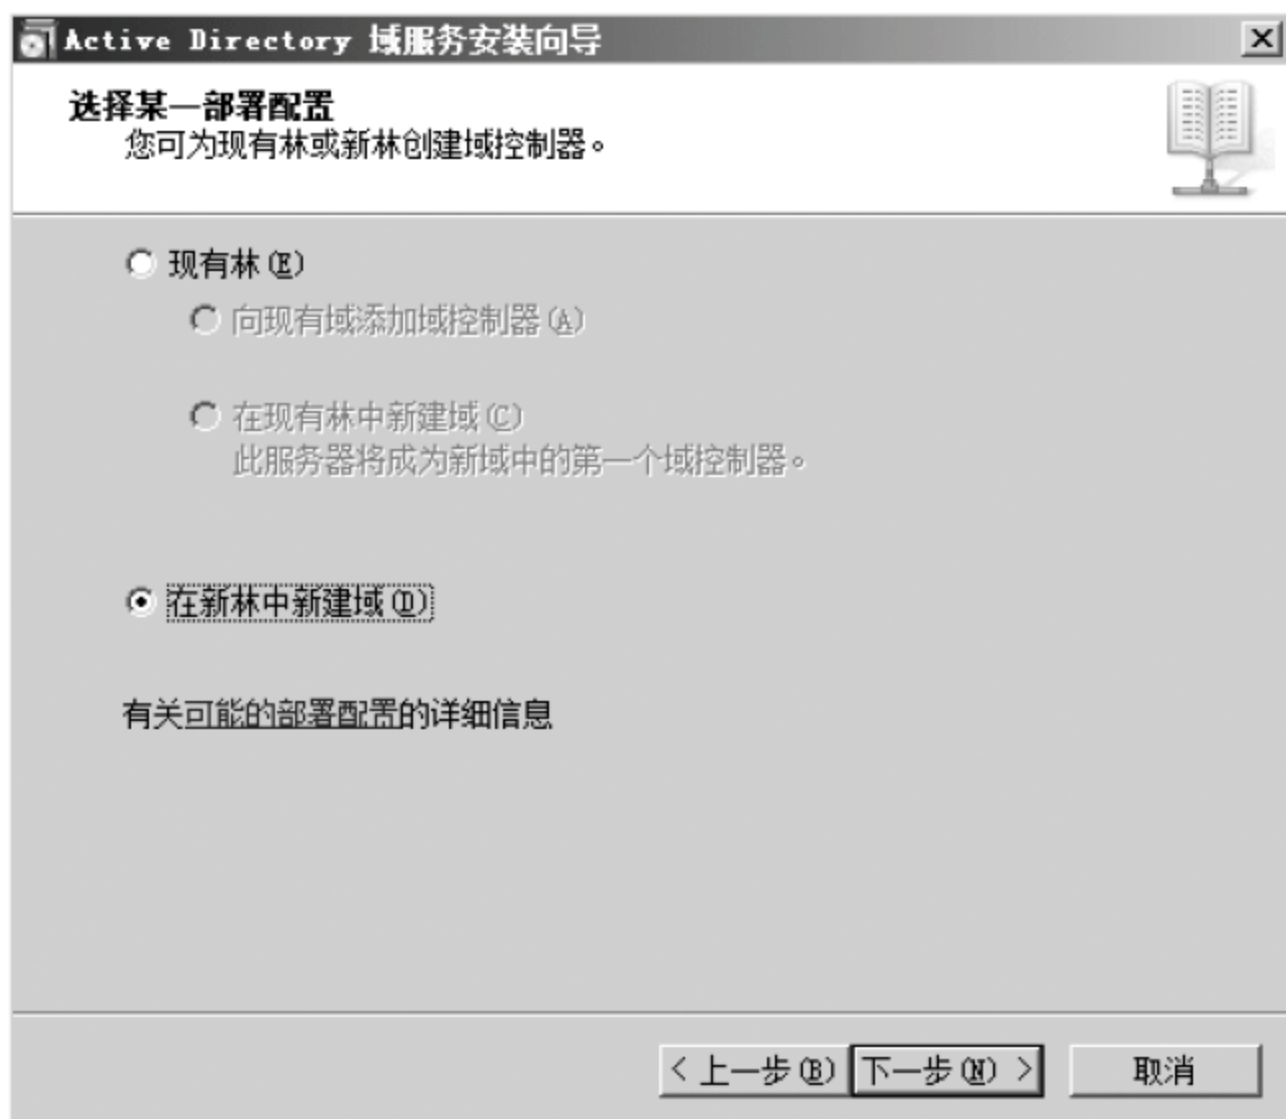 Active Directory 域服务安装向导
选择某一部署配置
您可为现有林或新林创建域控制器。
现有林(E)
向现有域添加域控制器(A)
在现有林中新建域(C)
此服务器将成为新域中的第一个域控制器。
在新林中新建域(D)
有关可能的部署配置的详细信息
< 上一步(B) 下一步(N) > 取消